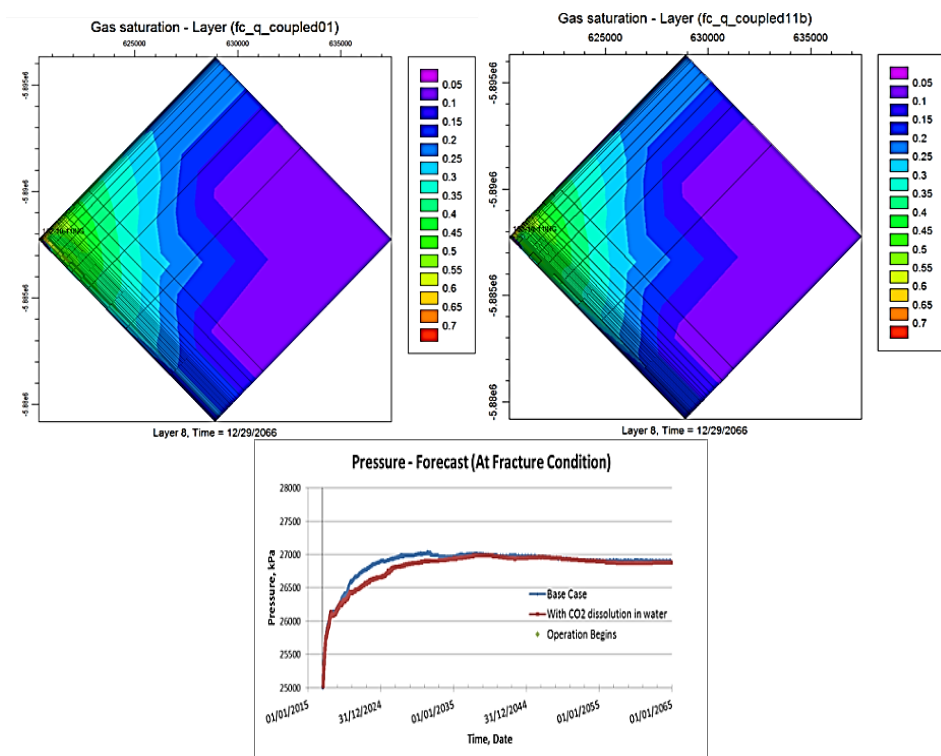 Gas saturation - Layer (fc_q_coupled01)
625000 630000 635000
-5.895e6
-5.89e6
-5.885e6
-5.88e6
0.05
0.1
0.15
0.2
0.25
0.3
0.35
0.4
0.45
0.5
0.55
0.6
0.65
0.7
Layer 8, Time = 12/29/2066
Gas saturation - Layer (fc_q_coupled11b)
625000 630000 635000
-5.895e6
-5.89e6
-5.885e6
-5.88e6
0.05
0.1
0.15
0.2
0.25
0.3
0.35
0.4
0.45
0.5
0.55
0.6
0.65
0.7
Layer 8, Time = 12/29/2066
Pressure - Forecast (At Fracture Condition)
Pressure, kPa
28000
27500
27000
26500
26000
25500
25000
Base Case
With CO2 dissolution in water
Operation Begins
01/01/2015 31/12/2024 01/01/2035 31/12/2044 01/01/2055 01/01/2065
Time, Date